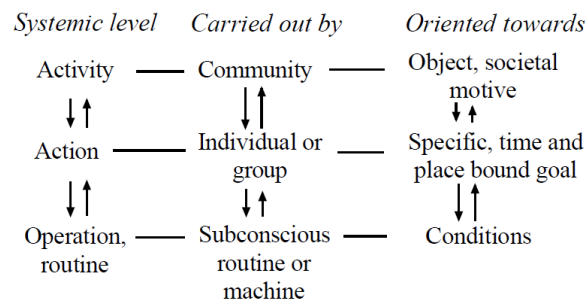 Systemic level Carried out by Oriented towards
Activity Community Object, societal
motive
Action Individual or Specific, time and
group place bound goal
Operation, Subconscious Conditions
routine routine or
machine